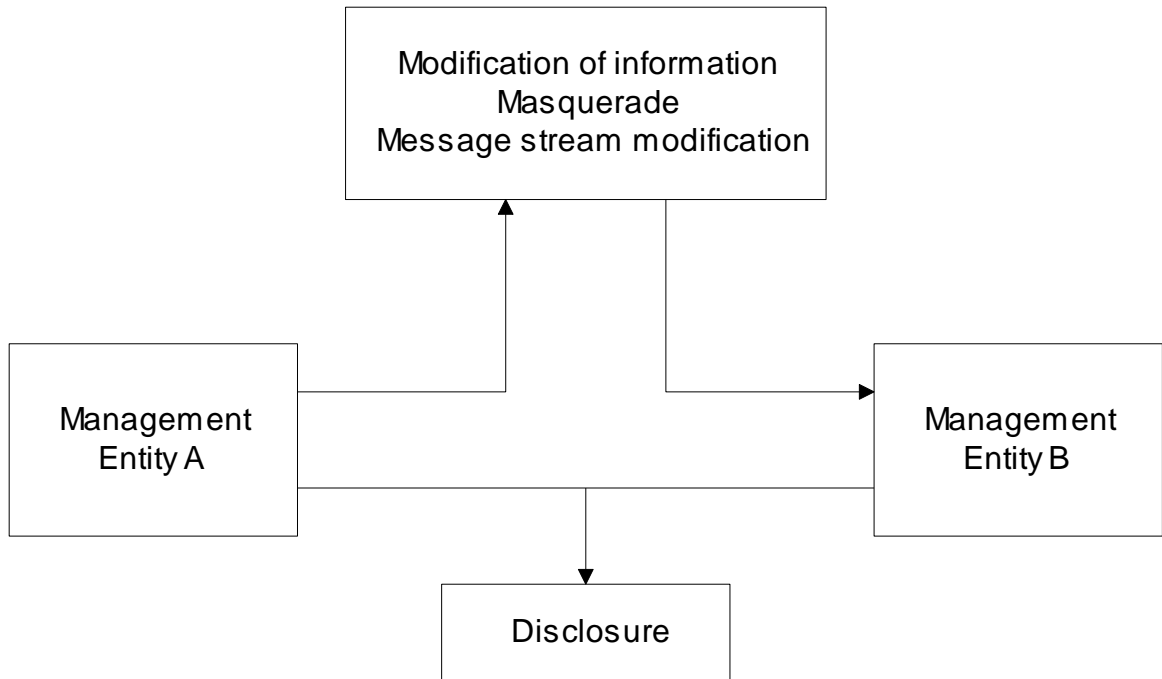 Modification of information
Masquerade
Message stream modification
Management
Entity A
Management
Entity B
Disclosure